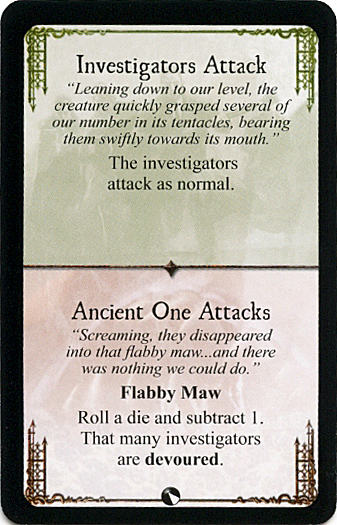 Investigators Attack
“Leaning down to our level, the
creature quickly grasped several of
our number in its tentacles, bearing
them swiftly towards its mouth.”
The investigators
attack as normal.
Ancient One Attacks
“Screaming, they disappeared
into that flabby maw...and there
was nothing we could do.”
Flabby Maw
Roll a die and subtract 1.
That many investigators
are devoured.